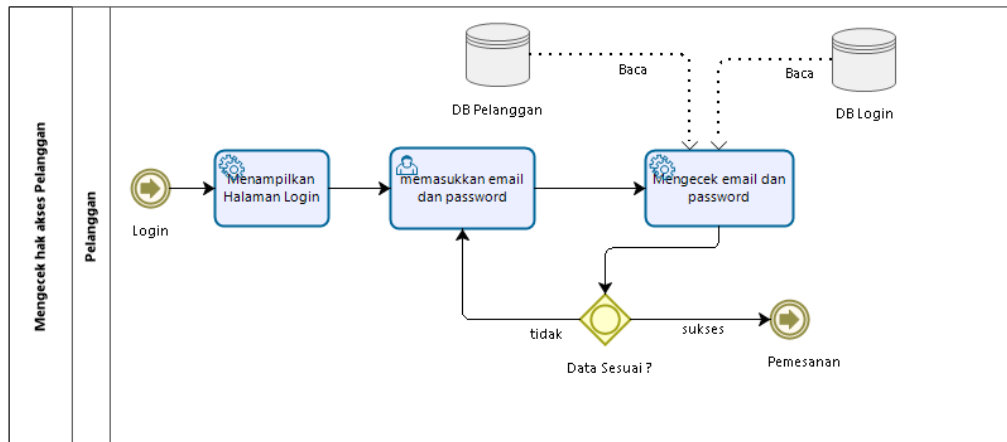 Mengecek hak akses Pelanggan
Pelanggan
DB Pelanggan
Baca
Baca
DB Login
Login
Menampilkan
Halaman Login
memasukkan email
dan password
Mengecek email dan
password
tidak
Data Sesuai ?
sukses
Pemesanan